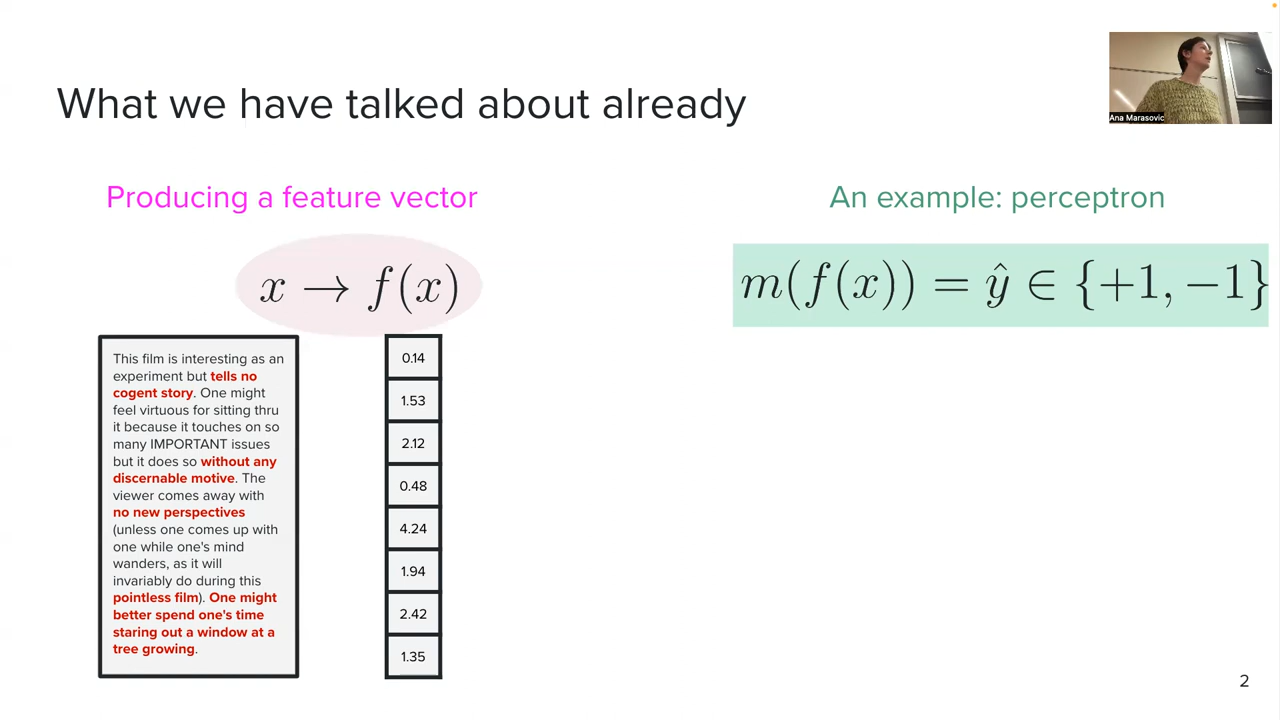 What we have talked about already
Ana Marasovic
Producing a feature vector
x → f(x)
This film is interesting as an
experiment but tells no
cogent story. One might
feel virtuous for sitting thru
it because it touches on so
many IMPORTANT issues
but it does so without any
discernable motive. The
viewer comes away with
no new perspectives
(unless one comes up with
one while one's mind
wanders, as it will
invariably do during this
pointless film). One might
better spend one's time
staring out a window at a
tree growing.
0.14
1.53
2.12
0.48
4.24
1.94
2.42
1.35
An example: perceptron
m(f(x)) = ŷ ∈ {+1, −1}
2